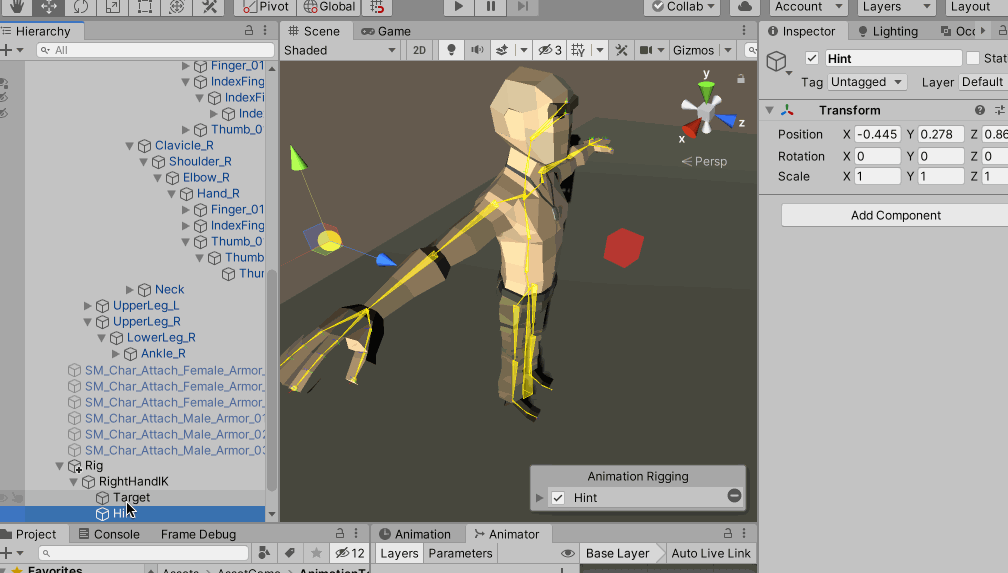 Pivot Global Collab Account Layers Layout
Hierarchy
All
Finger_01
IndexFing
IndexFi
Inde
Thumb_0
Clavicle_R
Shoulder_R
Elbow_R
Hand_R
Finger_01
IndexFing
Thumb_0
Thumb
Thur
Neck
UpperLeg_L
UpperLeg_R
LowerLeg_R
Ankle_R
SM_Char_Attach_Female_Armor_
SM_Char_Attach_Female_Armor_
SM_Char_Attach_Female_Armor_
SM_Char_Attach_Male_Armor_01
SM_Char_Attach_Male_Armor_02
SM_Char_Attach_Male_Armor_03
Rig
RightHandIK
Target
Scene Game
Shaded 2D 3 Gizmos
y
z
x
Persp
Animation Rigging
Hint
Inspector Lighting Occ
Hint Stat
Tag Untagged Layer Default
Transform
Position X -0.445 Y 0.278 Z 0.86
Rotation X 0 Y 0 Z 0
Scale X 1 Y 1 Z 1
Add Component
Project Console Frame Debug
12
Favorites Assets AssetGame
Animation Animator
Layers Parameters Base Layer Auto Live Link